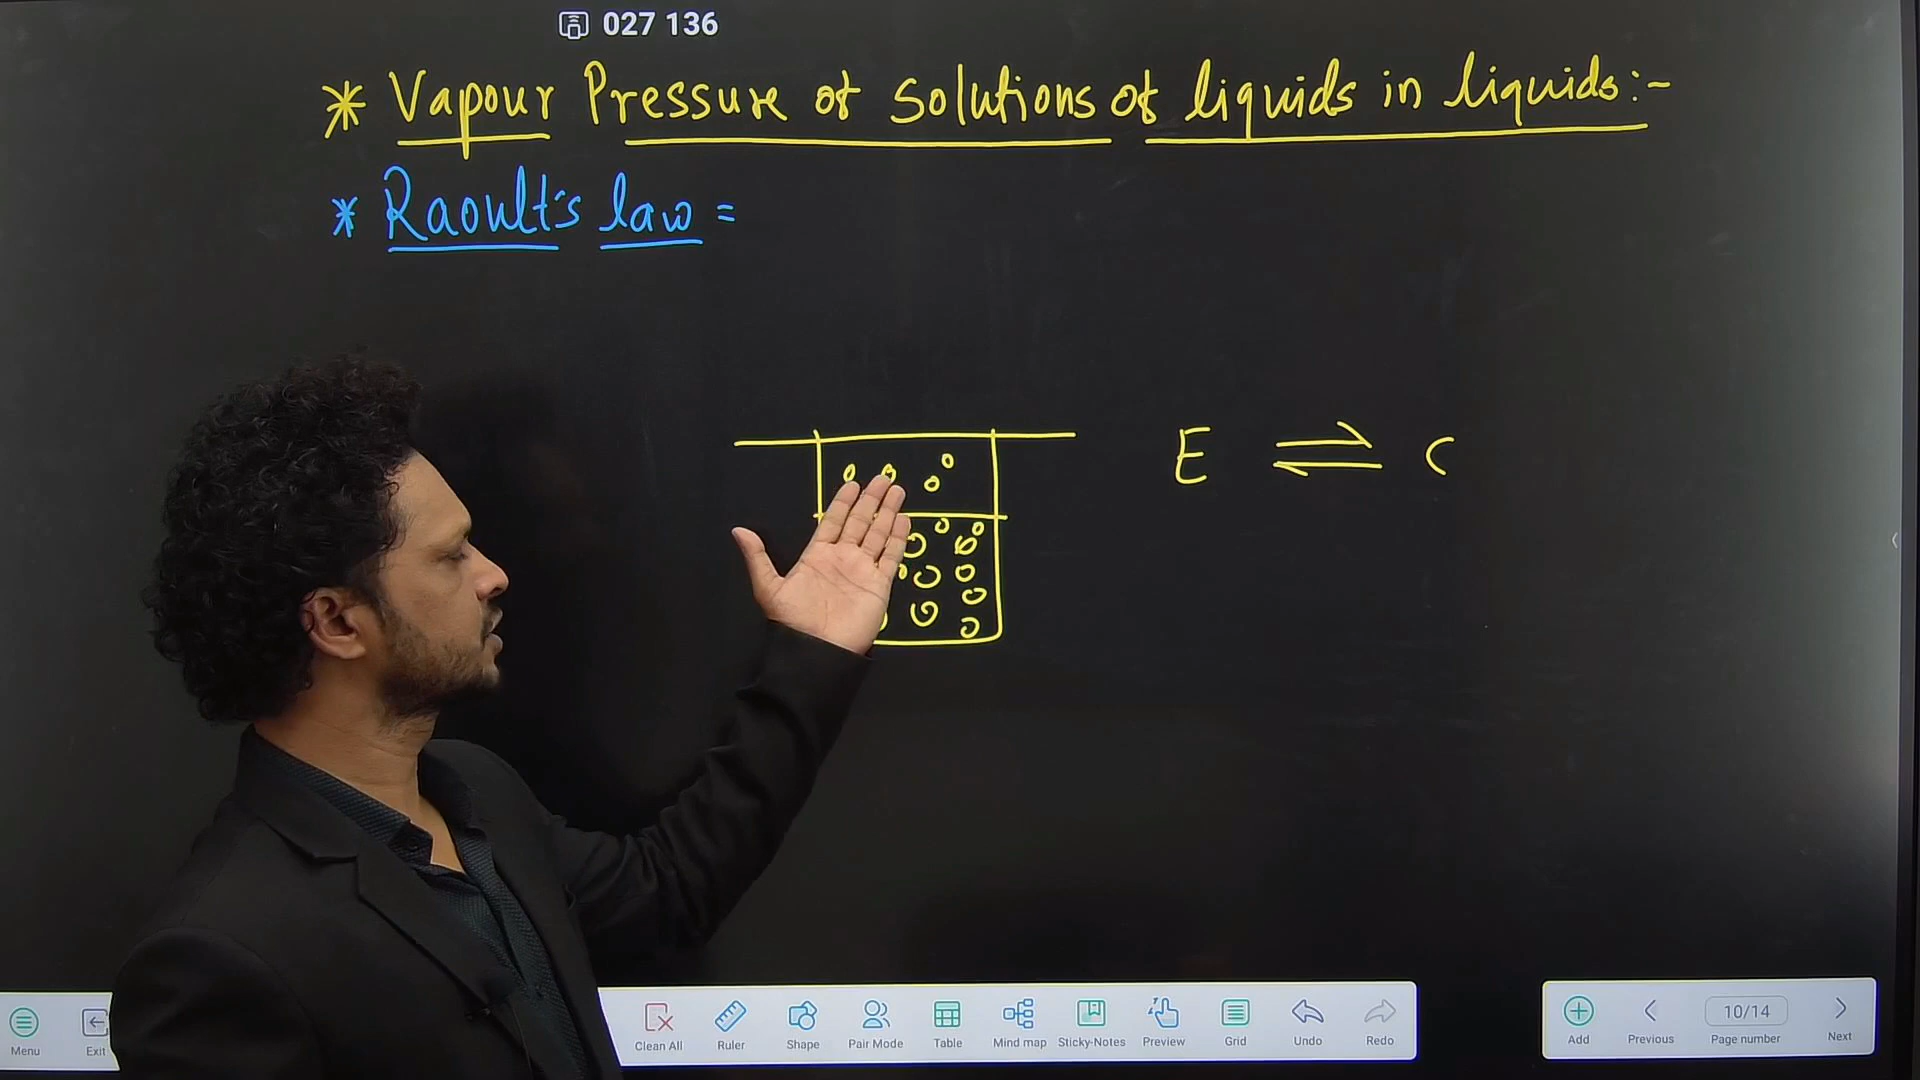 027 136
* Vapour Pressure of Solutions of liquids in liquids:-
* Raoult's law =
E ⇌ C
Menu Exit Clean All Ruler Shape Pair Mode Table Mind map Sticky-Notes Preview Grid Undo Redo Add Previous 10/14 Page number Next